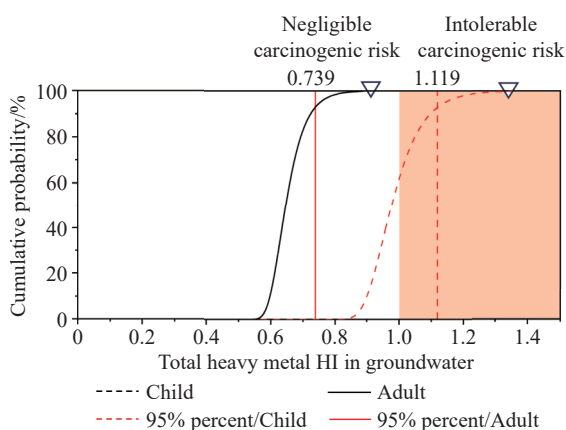 Negligible
carcinogenic risk
Intolerable
carcinogenic risk
0.739
1.119
Cumulative probability/%
100
80
60
40
20
0
0
0.2
0.4
0.6
0.8
1.0
1.2
Total heavy metal HI in groundwater
Child
Adult
95% percent/Child
95% percent/Adult